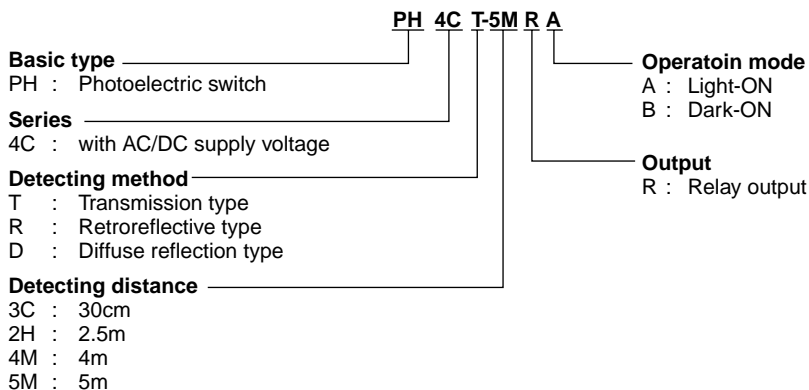 PH 4C T-5M R A
Basic type
PH : Photoelectric switch
Series
4C : with AC/DC supply voltage
Detecting method
T : Transmission type
R : Retroreflective type
D : Diffuse reflection type
Detecting distance
3C : 30cm
2H : 2.5m
4M : 4m
5M : 5m
Operatoin mode
A : Light-ON
B : Dark-ON
Output
R : Relay output